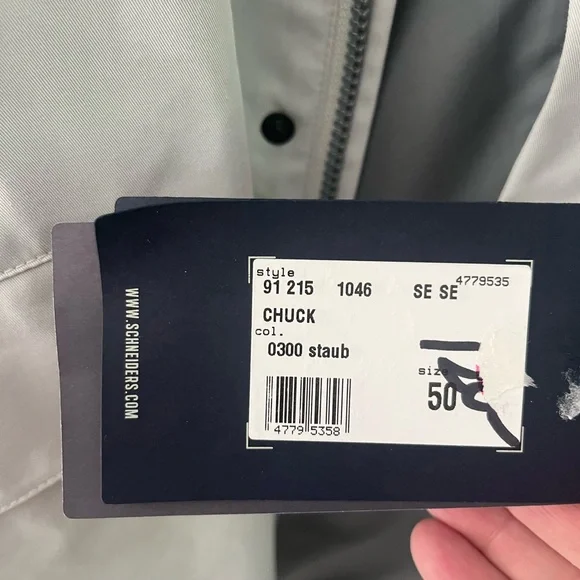 style
91 215 1046 SE SE 4779535
CHUCK
col.
0300 staub
size
50
4779 5358
WWW.SCHNEIDERS.COM